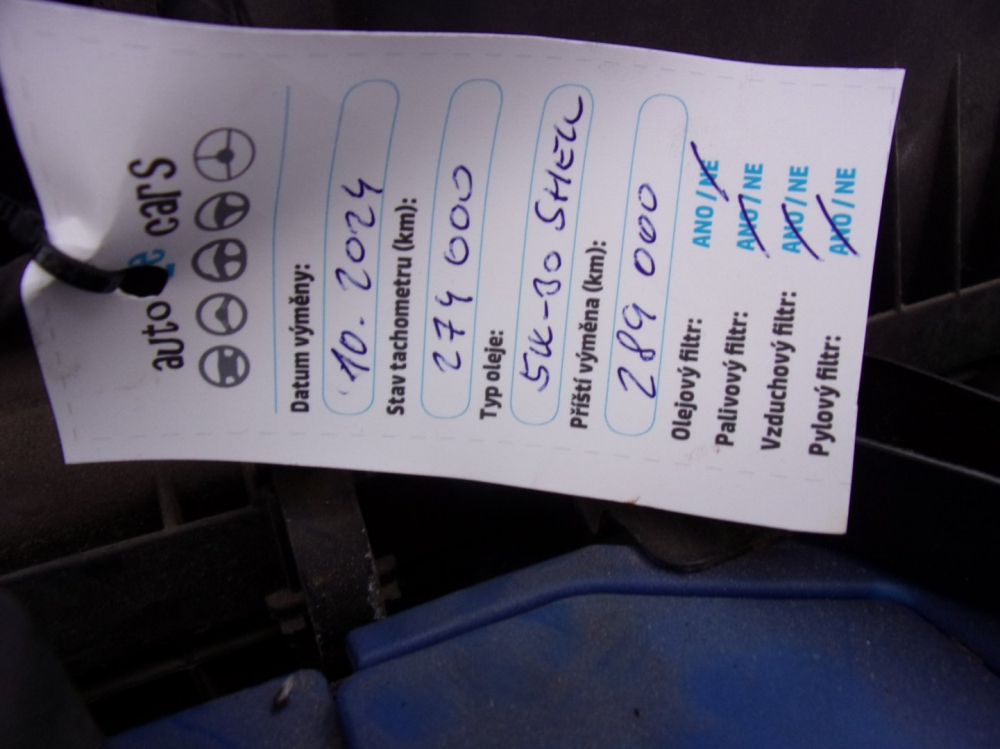 auto e cars
Datum výměny:
10. 2024
Stav tachometru (km):
274 000
Typ oleje:
5W-30 SHELL
Příští výměna (km):
289 000
Olejový filtr: ANO / NE
Palivový filtr: ANO / NE
Vzduchový filtr: ANO / NE
Pylový filtr: ANO / NE